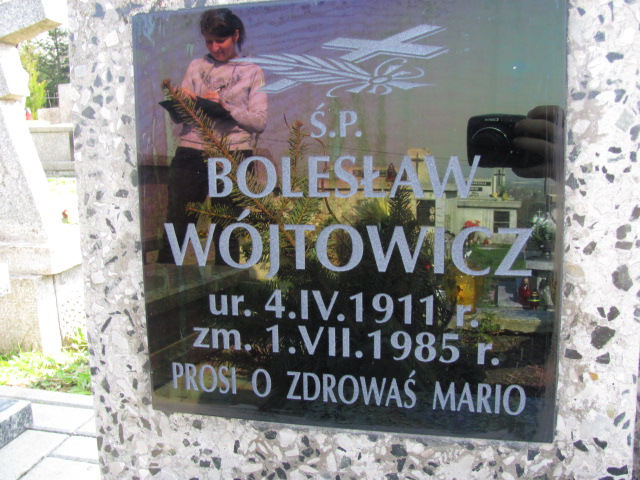 Ś.P.
BOLESŁAW
WÓJTOWICZ
ur. 4.IV.1911 r.
zm. 1.VII.1985 r.
PROSI O ZDROWAŚ MARIO